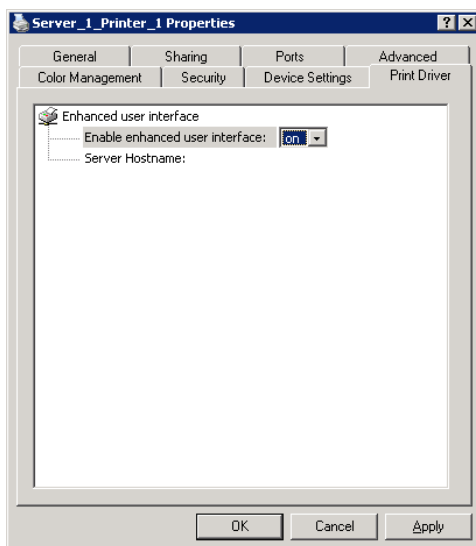 Server_1_Printer_1 Properties
General Sharing Ports Advanced
Color Management Security Device Settings Print Driver
Enhanced user interface
Enable enhanced user interface: on
Server Hostname:
OK Cancel Apply